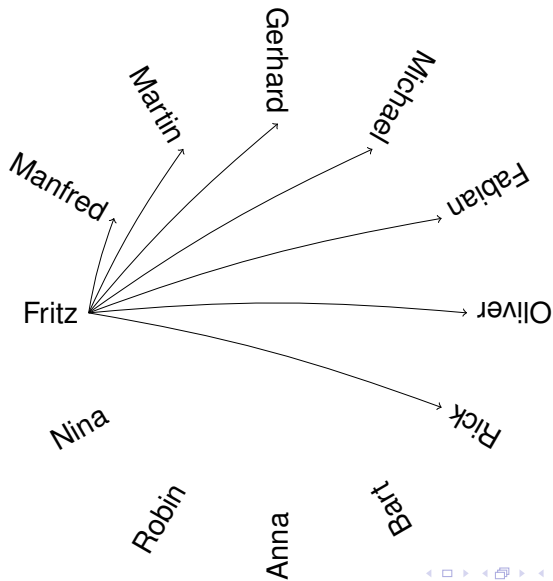 Gerhard
Martin
Michael
Manfred
Fabian
Fritz
Oliver
Nina
Rick
Robin
Bart
Anna